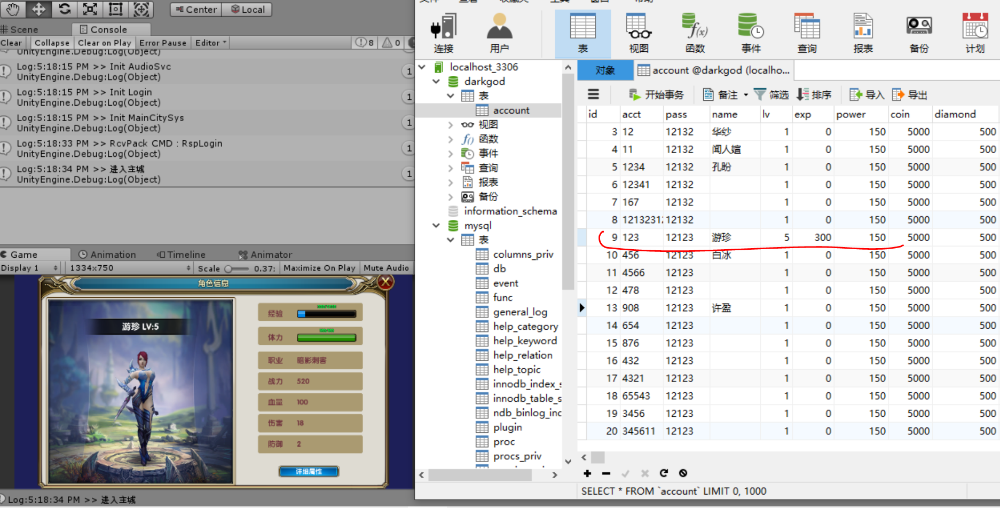 Center
Local
Scene
Console
Clear
Collapse
Clear on Play
Error Pause
Editor
8
0
UnityEngine.Debug:Log(Object)
Log:5:18:15 PM >> Init AudioSvc
UnityEngine.Debug:Log(Object)
1
Log:5:18:15 PM >> Init Login
UnityEngine.Debug:Log(Object)
1
Log:5:18:15 PM >> Init MainCitySys
UnityEngine.Debug:Log(Object)
1
Log:5:18:33 PM >> RcvPack CMD : RspLogin
UnityEngine.Debug:Log(Object)
1
Log:5:18:34 PM >> 进入主城
UnityEngine.Debug:Log(Object)
1
Game
Animation
Timeline
Animator
Display 1
1334x750
Scale
0.37:
Maximize On Play
Mute Audio
角色信息
游珍 LV:5
经验
体力
职业 暗影刺客
战力 520
血量 100
伤害 18
防御 2
详细属性
Log:5:18:34 PM >> 进入主城
连接
用户
表
视图
函数
事件
查询
报表
备份
计划
localhost_3306
darkgod
表
account
视图
函数
事件
查询
报表
备份
information_schema
mysql
表
columns_priv
db
event
func
general_log
help_category
help_keyword
help_relation
help_topic
innodb_index_s
innodb_table_s
ndb_binlog_inc
plugin
proc
procs_priv
对象
account @darkgod (localho...
开始事务
备注
筛选
排序
导入
导出
id acct pass name lv exp power coin diamond
3 12 12132 华纱 1 0 150 5000 500
4 11 12132 闻人媗 1 0 150 5000 500
5 1234 12132 孔盼 1 0 150 5000 500
6 12341 12132 1 0 150 5000 500
7 167 12132 1 0 150 5000 500
8 1213231: 12132 1 0 150 5000 500
9 123 12123 游珍 5 300 150 5000 500
10 456 12123 白冰 1 0 150 5000 500
11 4566 12123 1 0 150 5000 500
12 478 12123 1 0 150 5000 500
13 908 12123 许盈 1 0 150 5000 500
14 654 12123 1 0 150 5000 500
15 876 12123 1 0 150 5000 500
16 432 12123 1 0 150 5000 500
17 4321 12123 1 0 150 5000 500
18 65543 12123 1 0 150 5000 500
19 3456 12123 1 0 150 5000 500
20 345611 12123 1 0 150 5000 500
SELECT * FROM `account` LIMIT 0, 1000